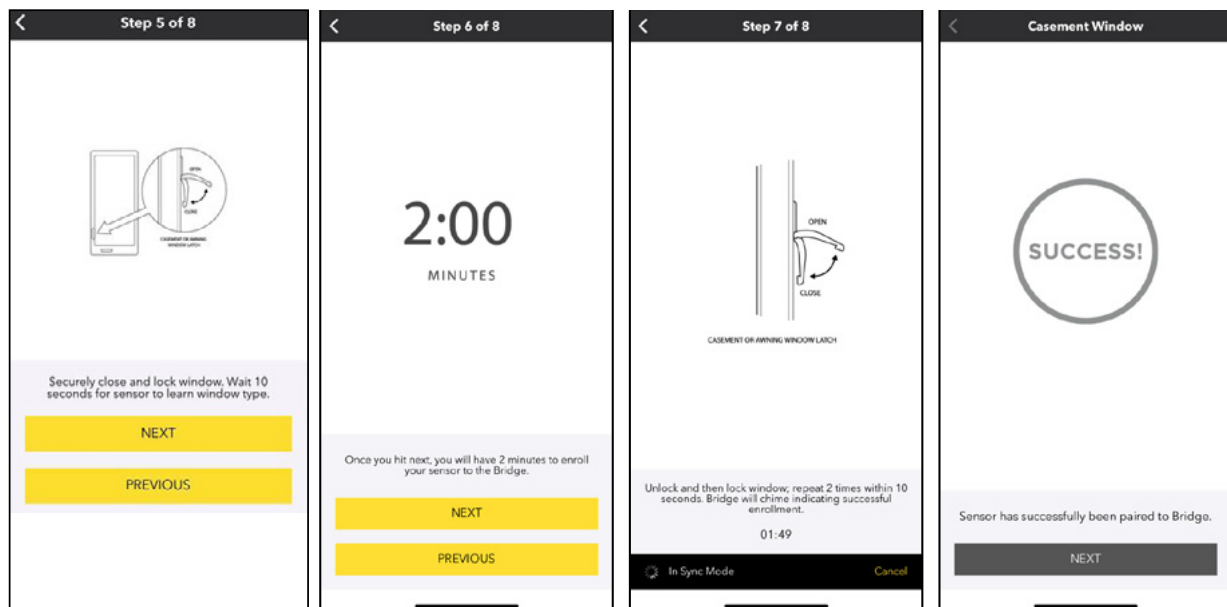 Step 5 of 8
OPEN
CLOSE
CASEMENT OR AWNING
WINDOW LATCH
Securely close and lock window. Wait 10
seconds for sensor to learn window type.
NEXT
PREVIOUS
Step 6 of 8
2:00
MINUTES
Once you hit next, you will have 2 minutes to enroll
your sensor to the Bridge.
NEXT
PREVIOUS
Step 7 of 8
OPEN
CLOSE
CASEMENT OR AWNING WINDOW LATCH
Unlock and then lock window; repeat 2 times within 10
seconds. Bridge will chime indicating successful
enrollment.
01:49
In Sync Mode
Cancel
Casement Window
SUCCESS!
Sensor has successfully been paired to Bridge.
NEXT